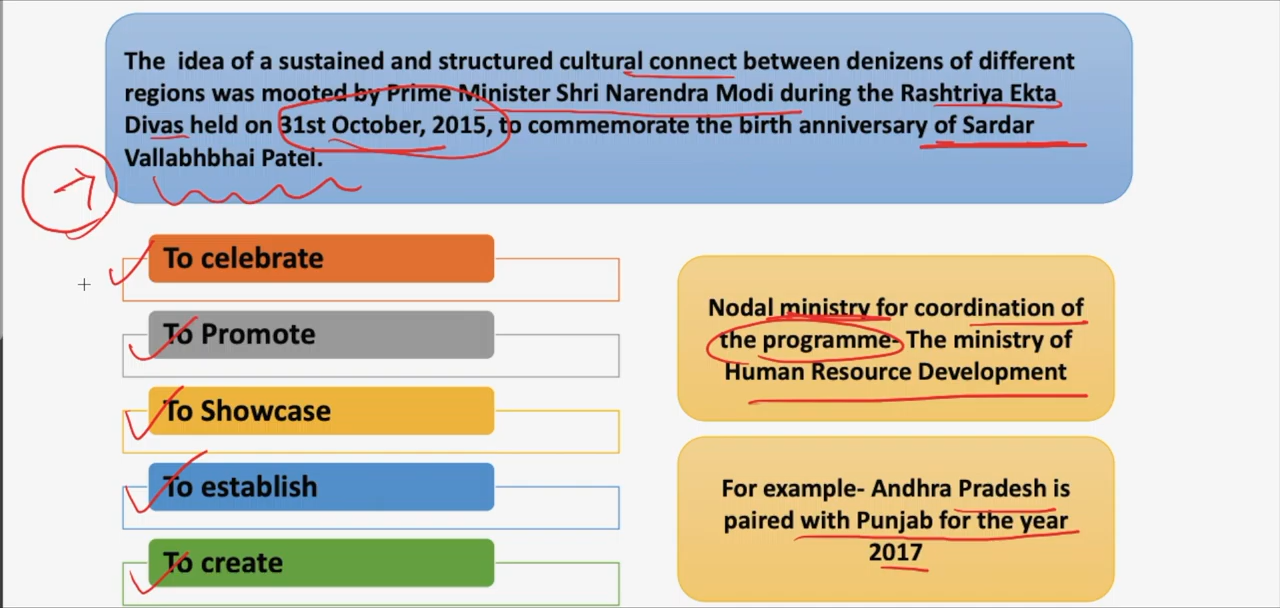 The idea of a sustained and structured cultural connect between denizens of different
regions was mooted by Prime Minister Shri Narendra Modi during the Rashtriya Ekta
Divas held on 31st October, 2015, to commemorate the birth anniversary of Sardar
Vallabhbhai Patel.
To celebrate
To Promote
To Showcase
To establish
To create
Nodal ministry for coordination of
the programme- The ministry of
Human Resource Development
For example- Andhra Pradesh is
paired with Punjab for the year
2017